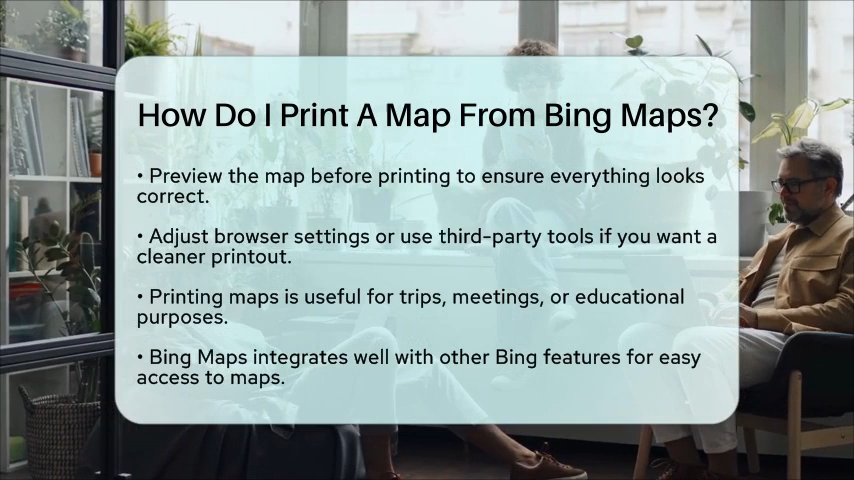 How Do I Print A Map From Bing Maps?
• Preview the map before printing to ensure everything looks
correct.
• Adjust browser settings or use third-party tools if you want a
cleaner printout.
• Printing maps is useful for trips, meetings, or educational
purposes.
• Bing Maps integrates well with other Bing features for easy
access to maps.